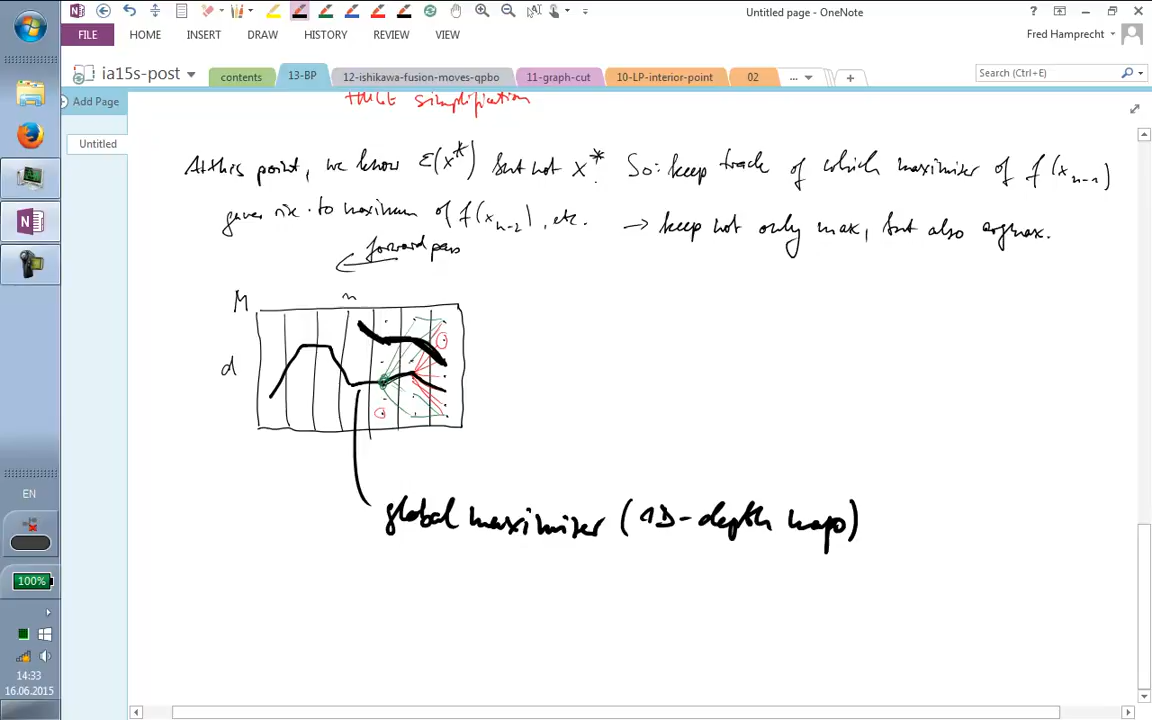 Untitled page - OneNote
FILE HOME INSERT DRAW HISTORY REVIEW VIEW
Fred Hamprecht
ia15s-post contents 13-BP 12-ishikawa-fusion-moves-qpbo 11-graph-cut 10-LP-interior-point 02 ...
Search (Ctrl+E)
Add Page
Untitled
HUGE simplification
At this point, we know E(x*) but not x*. So: keep track of which maximizer of f(x_{n-1})
gave rise to maximum of f(x_{n-2}), etc. → keep not only max, but also argmax.
forward pass
M n
d
global maximizer (1D-depth map)
EN
100%
14:33
16.06.2015